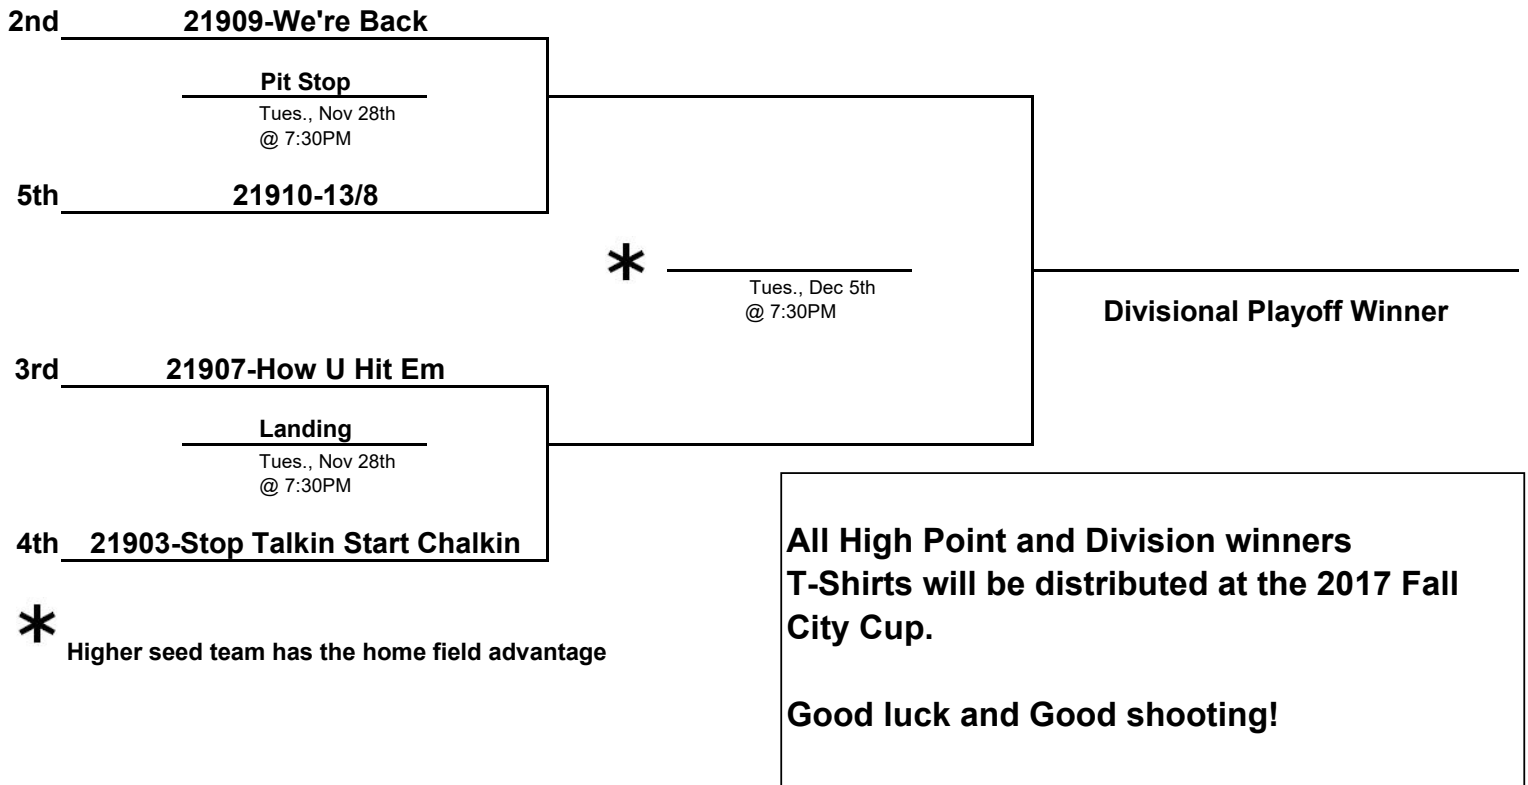 2nd 21909-We're Back
Pit Stop
Tues., Nov 28th
@ 7:30PM
5th 21910-13/8
*
Tues., Dec 5th
@ 7:30PM
Divisional Playoff Winner
3rd 21907-How U Hit Em
Landing
Tues., Nov 28th
@ 7:30PM
4th 21903-Stop Talkin Start Chalkin
* Higher seed team has the home field advantage
All High Point and Division winners
T-Shirts will be distributed at the 2017 Fall
City Cup.
Good luck and Good shooting!